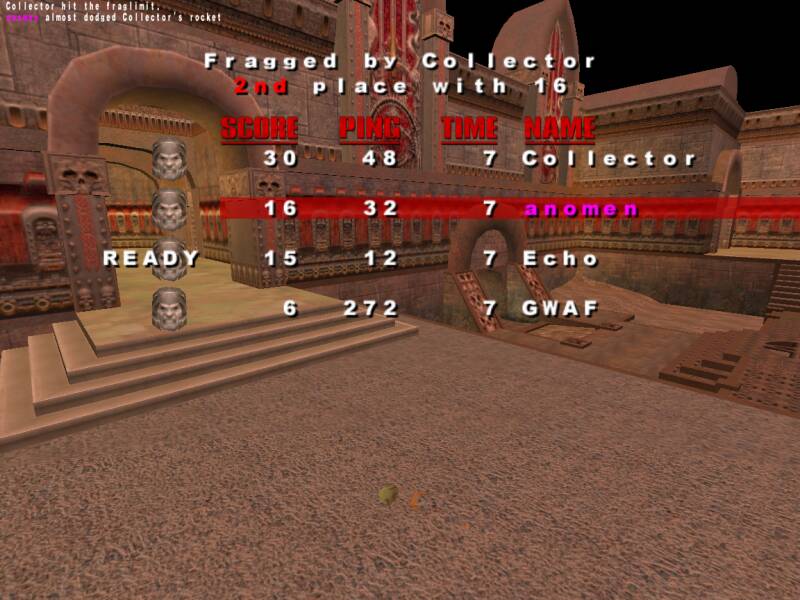 Collector hit the fraglimit.
anomen almost dodged Collector's rocket
Fragged by Collector
2nd place with 16
SCORE PING TIME NAME
30 48 7 Collector
16 32 7 anomen
READY 15 12 7 Echo
6 272 7 GWAF